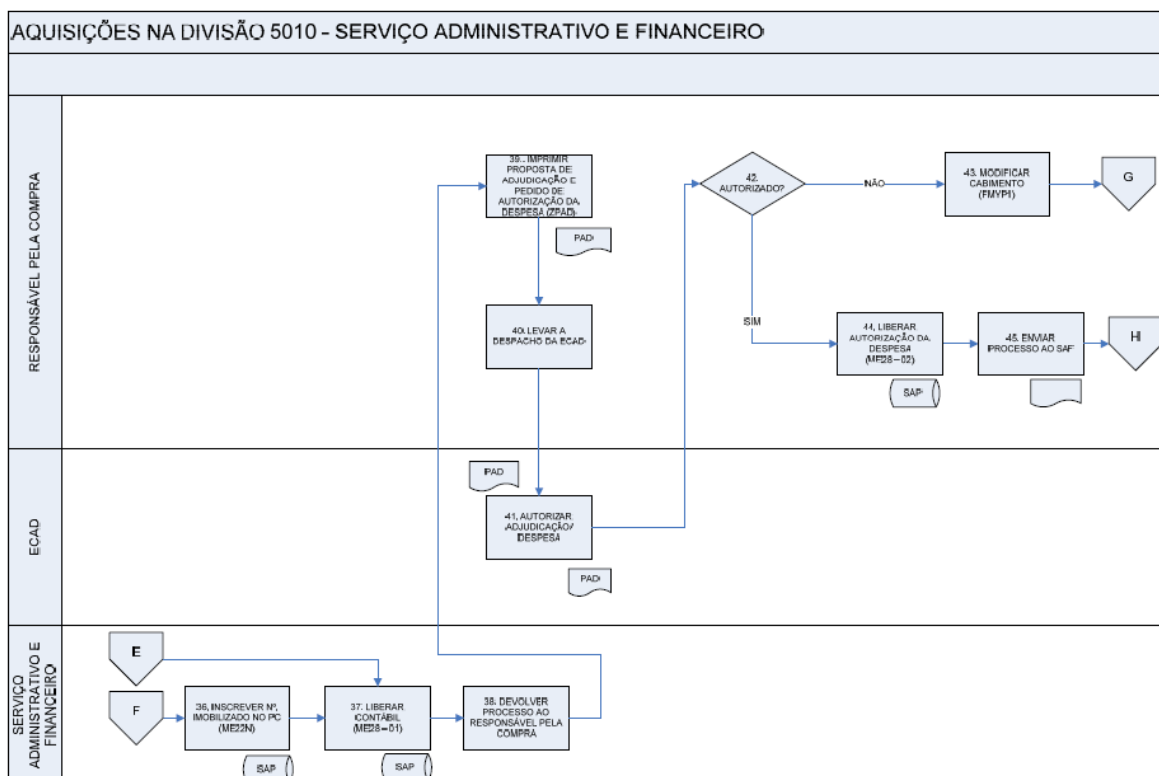 AQUISIÇÕES NA DIVISÃO 5010 - SERVIÇO ADMINISTRATIVO E FINANCEIRO
RESPONSÁVEL PELA COMPRA
39. IMPRIMIR
PROPOSTA DE
ADJUDICAÇÃO E
PEDIDO DE
AUTORIZAÇÃO DA
DESPESA (ZPAD)
PAD
40. LEVAR A
DESPACHO DA ECAD
42.
AUTORIZADO?
NÃO
43. MODIFICAR
CABIMENTO
(FMYP1)
G
SIM
44. LIBERAR
AUTORIZAÇÃO DA
DESPESA
(ME28-02)
SAP
45. ENVIAR
PROCESSO AO SAF
H
ECAD
PAD
41. AUTORIZAR
ADJUDICAÇÃO/
DESPESA
PAD
SERVIÇO
ADMINISTRATIVO E
FINANCEIRO
E
F
36. INSCREVER Nº.
IMOBILIZADO NO PC
(ME22N)
SAP
37. LIBERAR
CONTÁBIL
(ME28-01)
SAP
38. DEVOLVER
PROCESSO AO
RESPONSÁVEL PELA
COMPRA